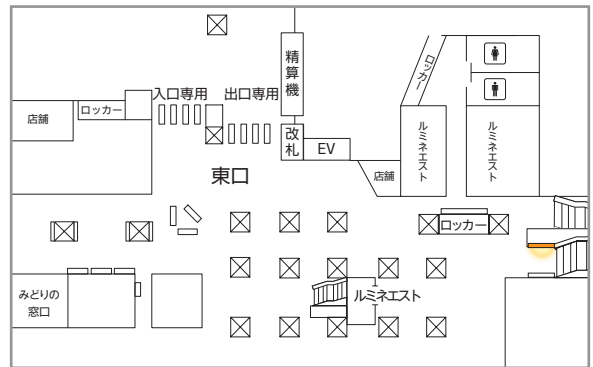 精算機
ロッカー
入口専用
出口専用
店舗
ロッカー
改札
EV
ルミネエスト
ルミネエスト
東口
店舗
ロッカー
みどりの
窓口
ルミネエスト